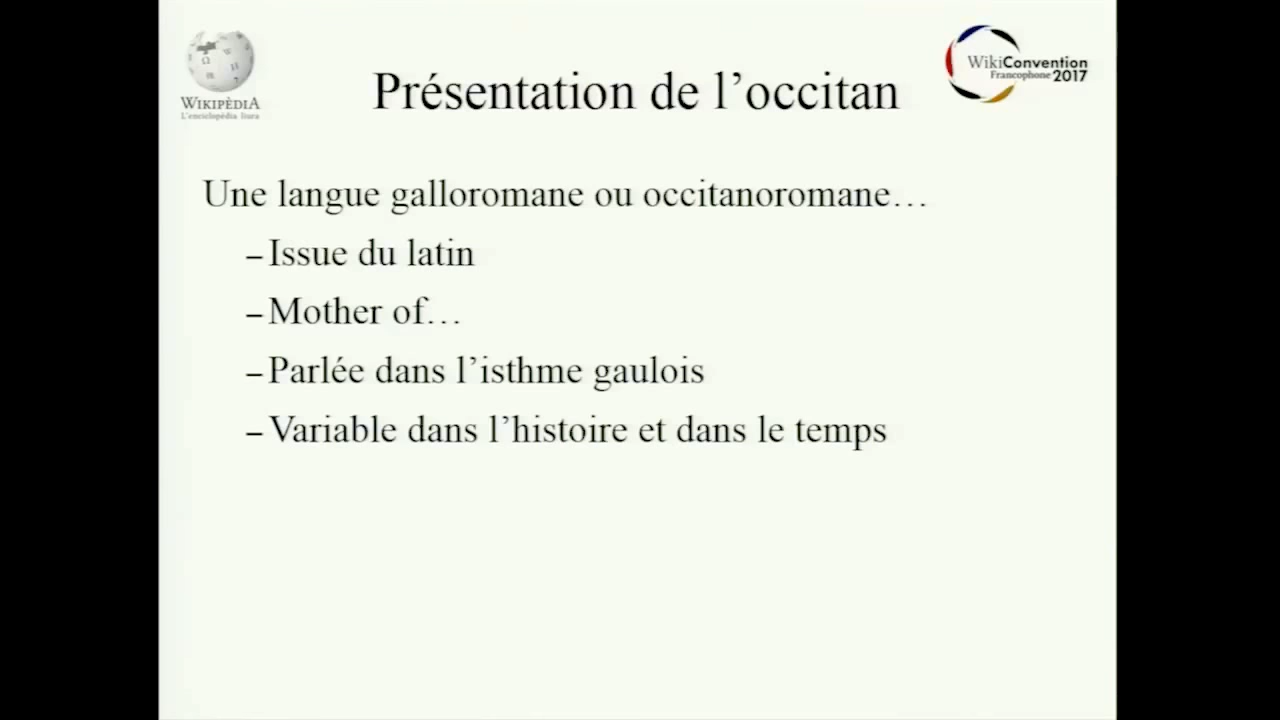 WIKIPÈDIA
L'enciclopèdia liura
WikiConvention
Francophone 2017
Présentation de l’occitan
Une langue galloromane ou occitanoromane…
–Issue du latin
–Mother of…
–Parlée dans l’isthme gaulois
–Variable dans l’histoire et dans le temps